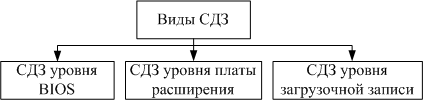 Виды СДЗ
СДЗ уровня
BIOS
СДЗ уровня платы
расширения
СДЗ уровня
загрузочной записи